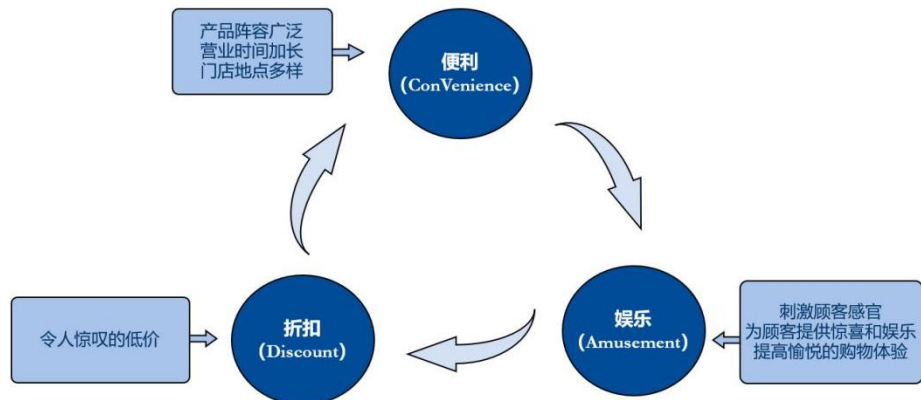 产品阵容广泛
营业时间加长
门店地点多样
便利
(ConVenience)
折扣
(Discount)
令人惊叹的低价
娱乐
(Amusement)
刺激顾客感官
为顾客提供惊喜和娱乐
提高愉悦的购物体验